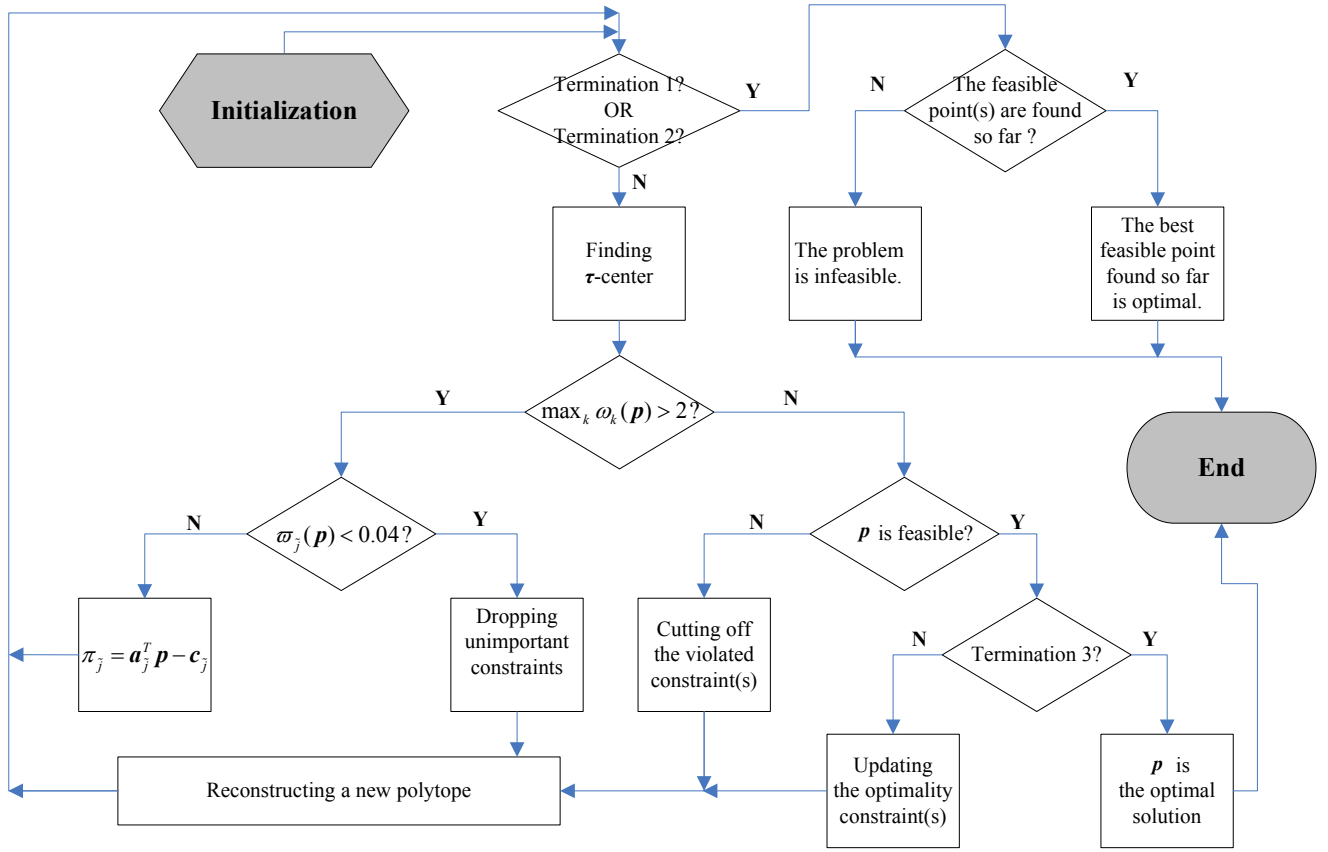 Initialization
Termination 1?
OR
Termination 2?
Y
N
The feasible
point(s) are found
so far ?
N
Y
Finding
τ-center
The problem
is infeasible.
The best
feasible point
found so far
is optimal.
max_k ω_k(p) > 2?
Y
N
End
ϖ_j̃(p) < 0.04?
N
Y
p is feasible?
N
Y
π_j̃ = a_j̃^T p − c_j̃
Dropping
unimportant
constraints
Cutting off
the violated
constraint(s)
Termination 3?
N
Y
Reconstructing a new polytope
Updating
the optimality
constraint(s)
p is
the optimal
solution